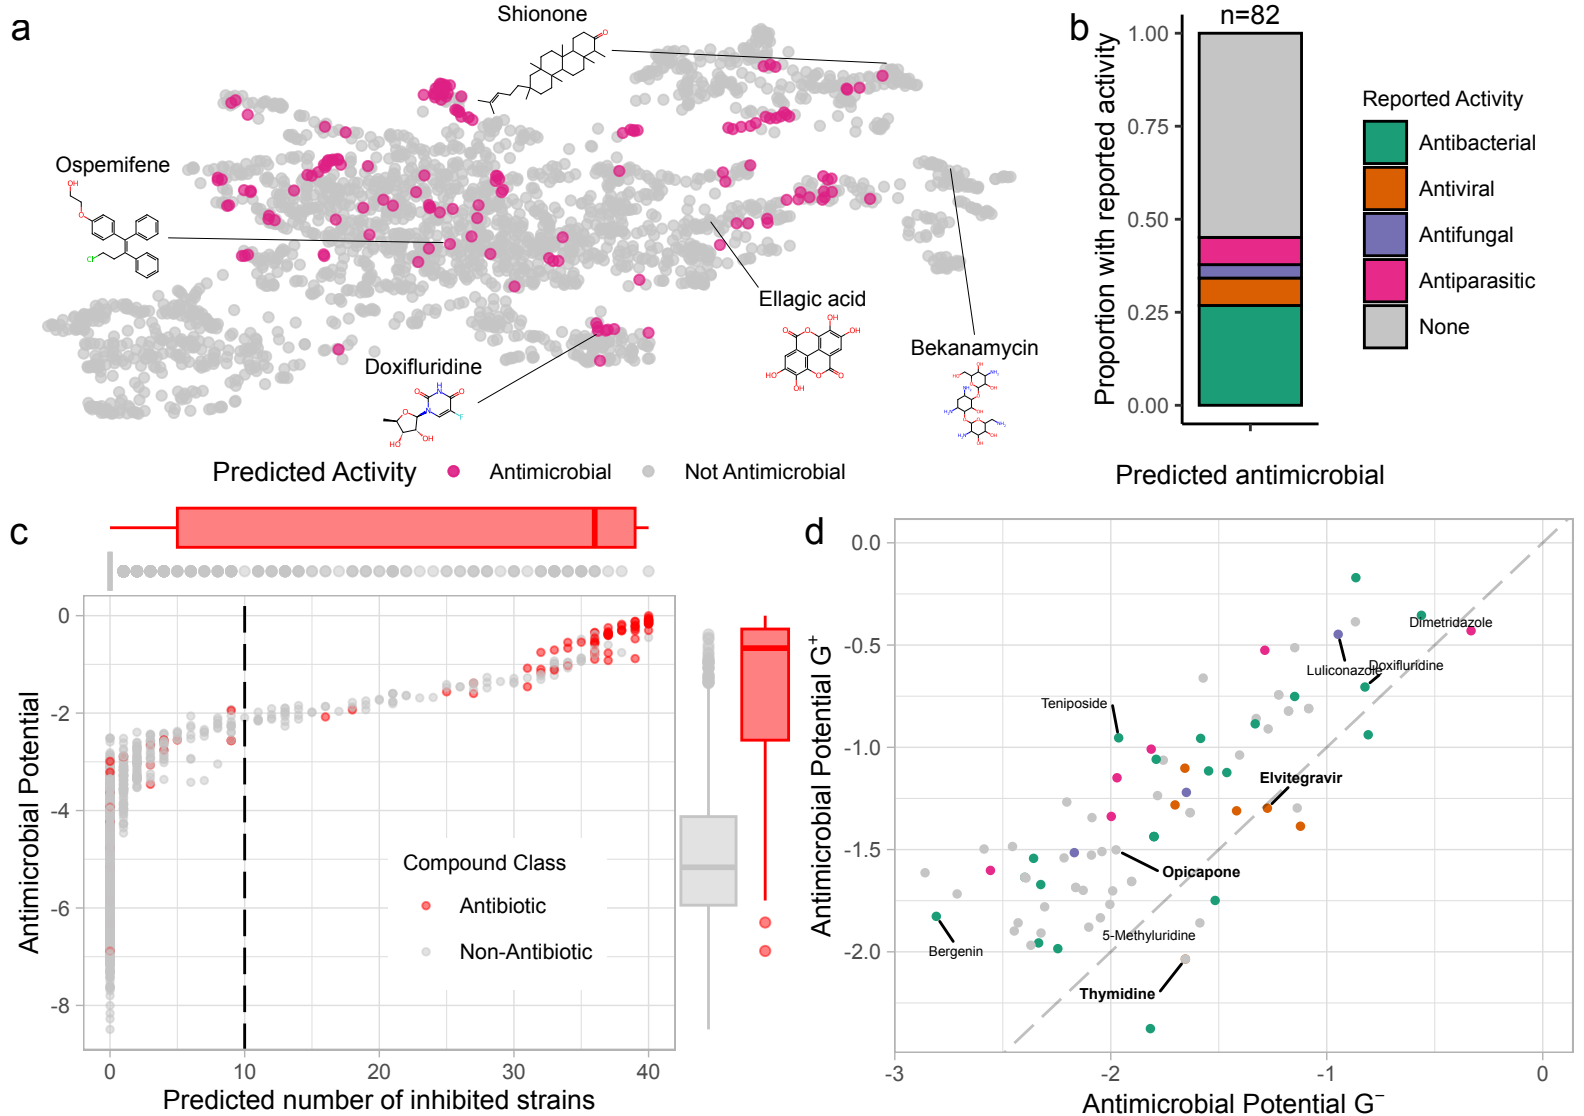 a
Shionone
Ospemifene
Ellagic acid
Doxifluridine
Bekanamycin
Predicted Activity
Antimicrobial
Not Antimicrobial
b
n=82
Proportion with reported activity
1.00
0.75
0.50
0.25
0.00
Predicted antimicrobial
Reported Activity
Antibacterial
Antiviral
Antifungal
Antiparasitic
None
c
Antimicrobial Potential
0
-2
-4
-6
-8
Compound Class
Antibiotic
Non-Antibiotic
0
10
20
30
40
Predicted number of inhibited strains
d
Antimicrobial Potential G⁺
0.0
-0.5
-1.0
-1.5
-2.0
Dimetridazole
Luliconazole
Doxifluridine
Teniposide
Elvitegravir
Opicapone
5-Methyluridine
Bergenin
Thymidine
-3
-2
-1
0
Antimicrobial Potential G⁻